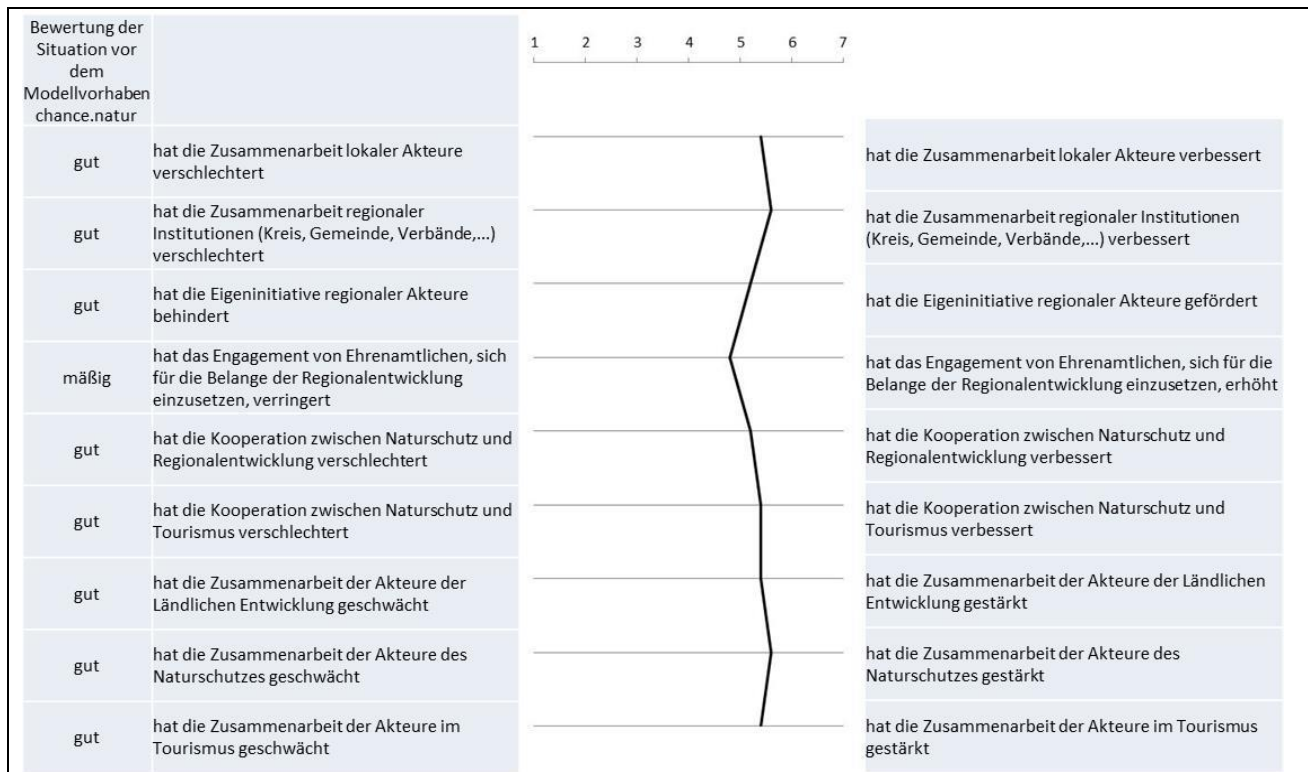 Bewertung der
Situation vor
dem
Modellvorhaben
chance.natur
1 2 3 4 5 6 7
gut
hat die Zusammenarbeit lokaler Akteure
verschlechtert
hat die Zusammenarbeit lokaler Akteure verbessert
gut
hat die Zusammenarbeit regionaler
Institutionen (Kreis, Gemeinde, Verbände,...)
verschlechtert
hat die Zusammenarbeit regionaler Institutionen
(Kreis, Gemeinde, Verbände,...) verbessert
gut
hat die Eigeninitiative regionaler Akteure
behindert
hat die Eigeninitiative regionaler Akteure gefördert
mäßig
hat das Engagement von Ehrenamtlichen, sich
für die Belange der Regionalentwicklung
einzusetzen, verringert
hat das Engagement von Ehrenamtlichen, sich für die
Belange der Regionalentwicklung einzusetzen, erhöht
gut
hat die Kooperation zwischen Naturschutz und
Regionalentwicklung verschlechtert
hat die Kooperation zwischen Naturschutz und
Regionalentwicklung verbessert
gut
hat die Kooperation zwischen Naturschutz und
Tourismus verschlechtert
hat die Kooperation zwischen Naturschutz und
Tourismus verbessert
gut
hat die Zusammenarbeit der Akteure der
Ländlichen Entwicklung geschwächt
hat die Zusammenarbeit der Akteure der Ländlichen
Entwicklung gestärkt
gut
hat die Zusammenarbeit der Akteure des
Naturschutzes geschwächt
hat die Zusammenarbeit der Akteure des
Naturschutzes gestärkt
gut
hat die Zusammenarbeit der Akteure im
Tourismus geschwächt
hat die Zusammenarbeit der Akteure im Tourismus
gestärkt